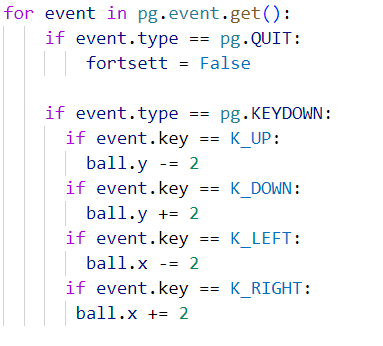 for event in pg.event.get():
    if event.type == pg.QUIT:
        fortsett = False

    if event.type == pg.KEYDOWN:
      if event.key == K_UP:
        ball.y -= 2
      if event.key == K_DOWN:
        ball.y += 2
      if event.key == K_LEFT:
        ball.x -= 2
      if event.key == K_RIGHT:
       ball.x += 2